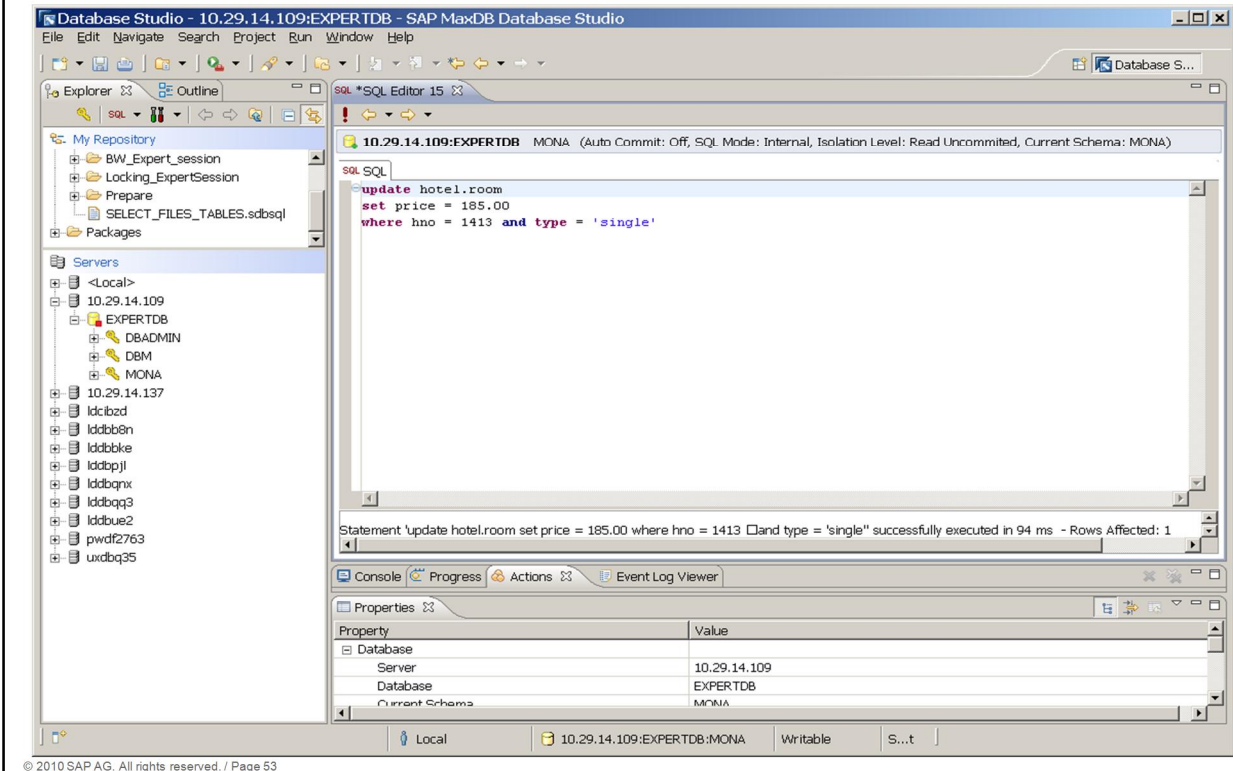 Database Studio - 10.29.14.109:EXPERTDB - SAP MaxDB Database Studio
File Edit Navigate Search Project Run Window Help
Database S...
Explorer
Outline
SQL
My Repository
BW_Expert_session
Locking_ExpertSession
Prepare
SELECT_FILES_TABLES.sdbsql
Packages
Servers
<Local>
10.29.14.109
EXPERTDB
DBADMIN
DBM
MONA
10.29.14.137
ldcibzd
lddbb8n
lddbbke
lddbpjl
lddbqnx
lddbqq3
lddbue2
pwdf2763
uxdbq35
SQL *SQL Editor 15
10.29.14.109:EXPERTDB MONA (Auto Commit: Off, SQL Mode: Internal, Isolation Level: Read Uncommited, Current Schema: MONA)
SQL SQL
update hotel.room
set price = 185.00
where hno = 1413 and type = 'single'
Statement 'update hotel.room set price = 185.00 where hno = 1413 □and type = 'single'' successfully executed in 94 ms - Rows Affected: 1
Console Progress Actions Event Log Viewer
Properties
Property Value
Database
Server 10.29.14.109
Database EXPERTDB
Current Schema MONA
Local 10.29.14.109:EXPERTDB:MONA Writable S...t
© 2010 SAP AG. All rights reserved. / Page 53